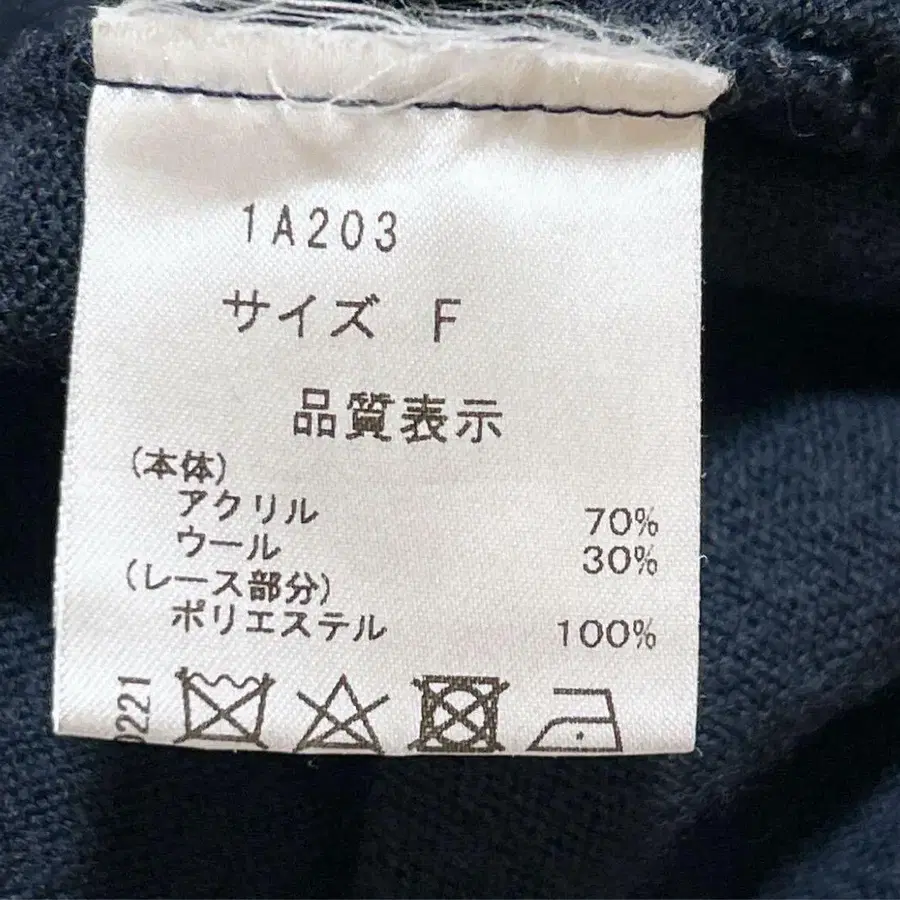 1A203
サイズ F
品質表示
(本体)
アクリル 70%
ウール 30%
(レース部分)
ポリエステル 100%